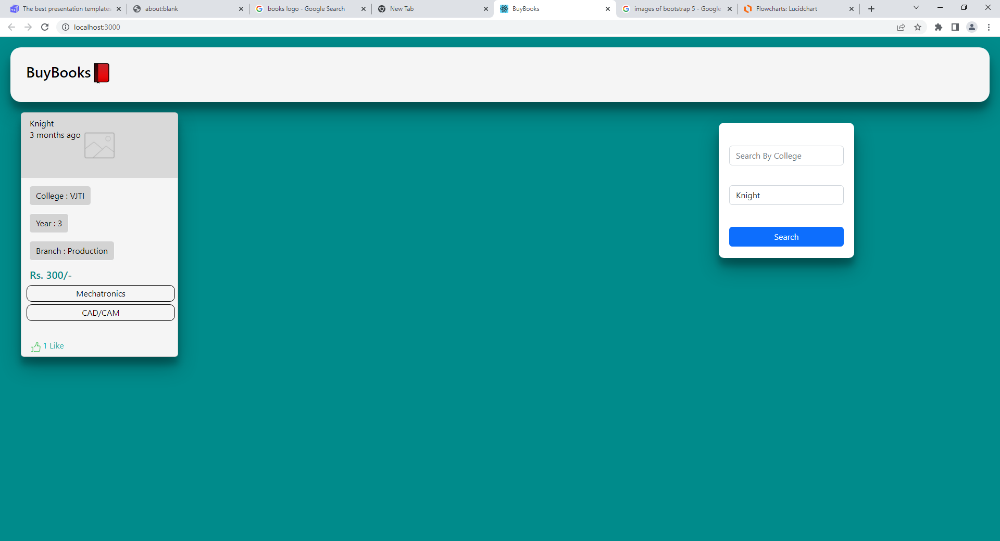 The best presentation templates
about:blank
books logo - Google Search
New Tab
BuyBooks
images of bootstrap 5 - Google
Flowcharts: Lucidchart
localhost:3000
BuyBooks
Knight
3 months ago
College : VJTI
Year : 3
Branch : Production
Rs. 300/-
Mechatronics
CAD/CAM
1 Like
Search By College
Knight
Search